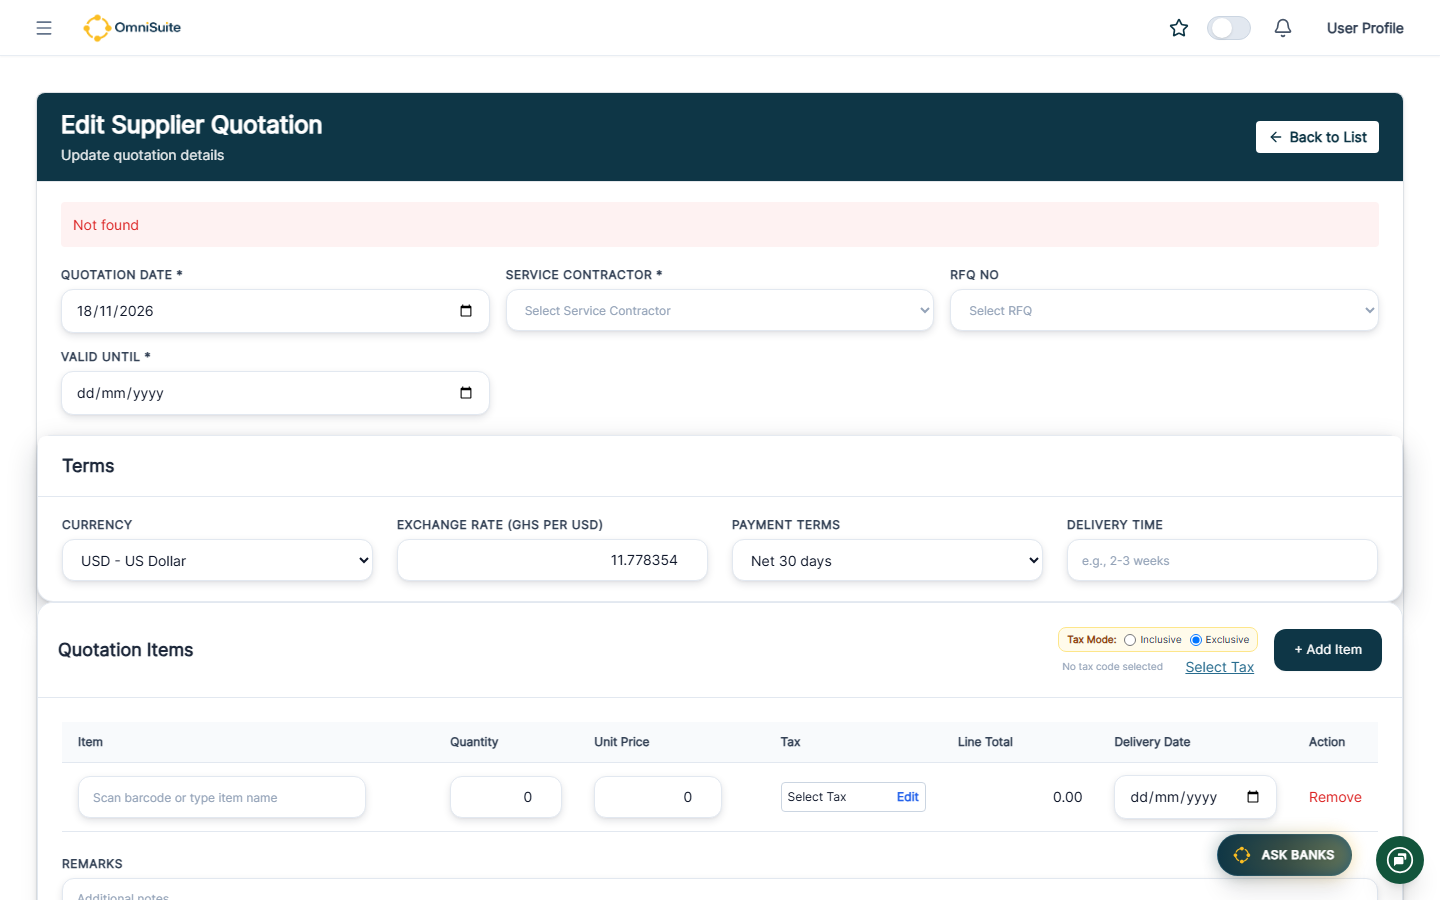 OmniSuite
User Profile
Edit Supplier Quotation
Update quotation details
Back to List
Not found
QUOTATION DATE *
SERVICE CONTRACTOR *
RFQ NO
18/11/2026
Select Service Contractor
Select RFQ
VALID UNTIL *
dd/mm/yyyy
Terms
CURRENCY
EXCHANGE RATE (GHS PER USD)
PAYMENT TERMS
DELIVERY TIME
USD - US Dollar
11.778354
Net 30 days
e.g., 2-3 weeks
Quotation Items
Tax Mode: Inclusive Exclusive
No tax code selected Select Tax
+ Add Item
Item Quantity Unit Price Tax Line Total Delivery Date Action
Scan barcode or type item name 0 0 Select Tax Edit 0.00 dd/mm/yyyy Remove
ASK BANKS
REMARKS
Additional notes